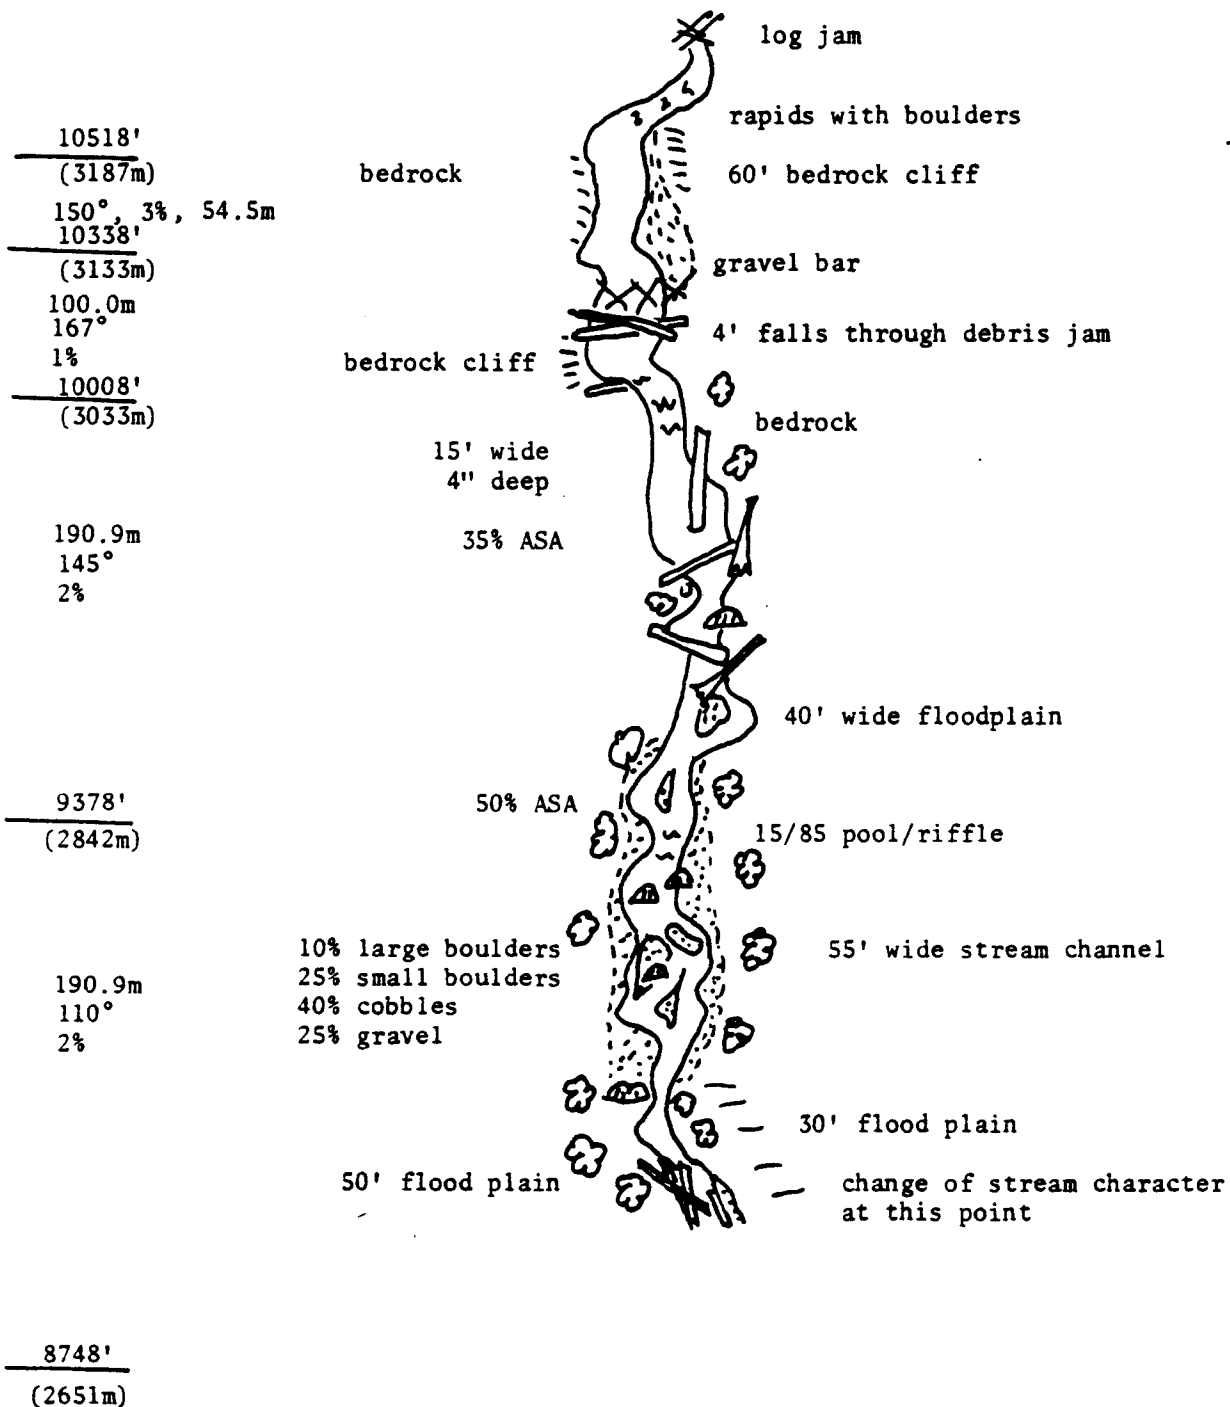 log jam
rapids with boulders
10518'
(3187m)
bedrock
60' bedrock cliff
150°, 3%, 54.5m
10338'
(3133m)
gravel bar
100.0m
167°
1%
4' falls through debris jam
bedrock cliff
10008'
(3033m)
bedrock
15' wide
4" deep
190.9m
145°
2%
35% ASA
40' wide floodplain
9378'
(2842m)
50% ASA
15/85 pool/riffle
10% large boulders
25% small boulders
40% cobbles
25% gravel
55' wide stream channel
190.9m
110°
2%
30' flood plain
50' flood plain
change of stream character
at this point
8748'
(2651m)